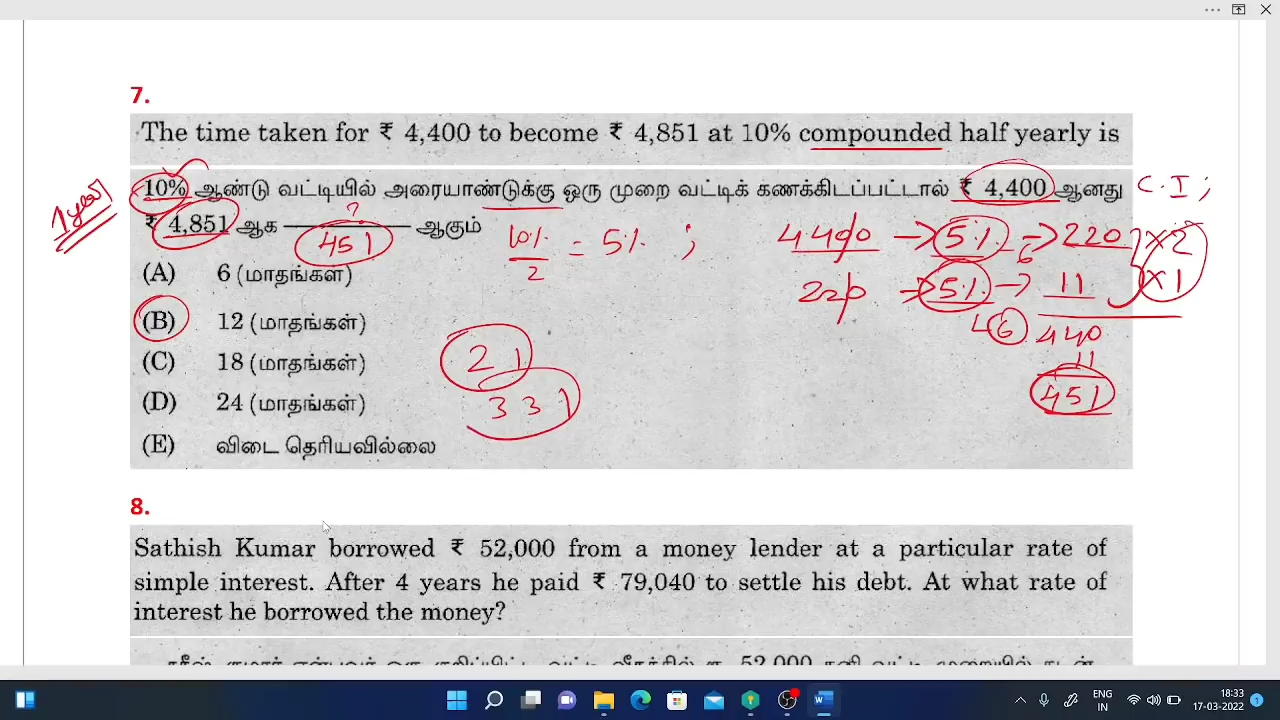 7.
The time taken for ₹ 4,400 to become ₹ 4,851 at 10% compounded half yearly is
10% ஆண்டு வட்டியில் அரையாண்டுக்கு ஒரு முறை வட்டிக் கணக்கிடப்பட்டால் ₹ 4,400 ஆனது
C.I ;
1 year
₹ 4,851 ஆக ____________ ஆகும்
?
451
10%/2 = 5% ;
4400 → 5% → 220 × 2
6
220 → 5% → 11 × 1
6
440
11
451
(A) 6 (மாதங்கள்)
(B) 12 (மாதங்கள்)
(C) 18 (மாதங்கள்)
(D) 24 (மாதங்கள்)
(E) விடை தெரியவில்லை
2 1
3 3 1
8.
Sathish Kumar borrowed ₹ 52,000 from a money lender at a particular rate of
simple interest. After 4 years he paid ₹ 79,040 to settle his debt. At what rate of
interest he borrowed the money?
ENG
IN
18:33
17-03-2022
1